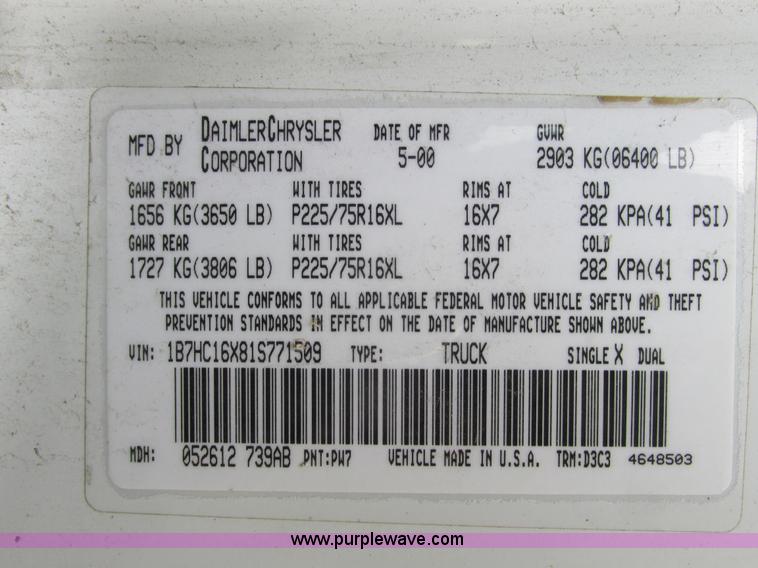 MFD BY DAIMLERCHRYSLER CORPORATION DATE OF MFR 5-00 GVWR 2903 KG(06400 LB)
GAWR FRONT WITH TIRES RIMS AT COLD
1656 KG(3650 LB) P225/75R16XL 16X7 282 KPA(41 PSI)
GAWR REAR WITH TIRES RIMS AT COLD
1727 KG(3806 LB) P225/75R16XL 16X7 282 KPA(41 PSI)
THIS VEHICLE CONFORMS TO ALL APPLICABLE FEDERAL MOTOR VEHICLE SAFETY AND THEFT
PREVENTION STANDARDS IN EFFECT ON THE DATE OF MANUFACTURE SHOWN ABOVE.
VIN: 1B7HC16X81S771509 TYPE: TRUCK SINGLE X DUAL
MDH: 052612 739AB PNT:PW7 VEHICLE MADE IN U.S.A. TRM:D3C3 4648503
www.purplewave.com